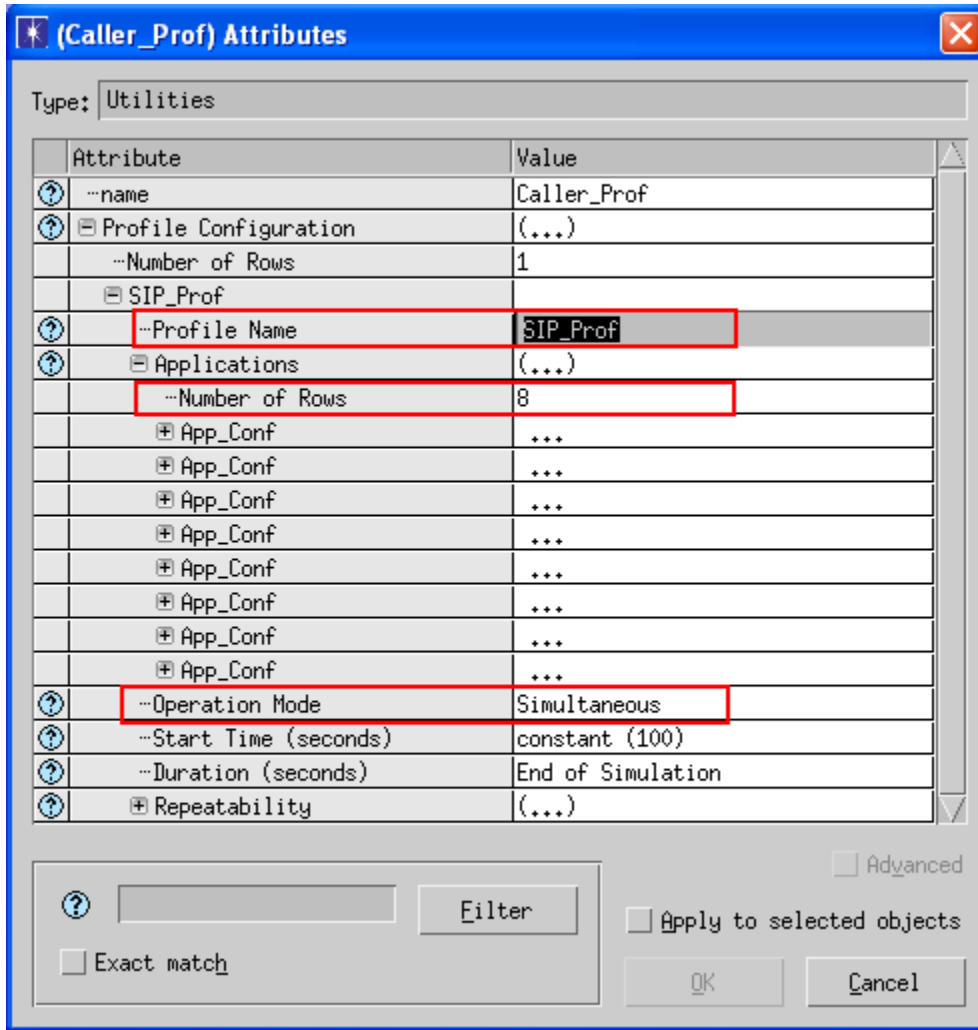 (Caller_Prof) Attributes
Type: Utilities
Attribute Value
name Caller_Prof
Profile Configuration (...)
Number of Rows 1
SIP_Prof
Profile Name SIP_Prof
Applications (...)
Number of Rows 8
App_Conf ...
App_Conf ...
App_Conf ...
App_Conf ...
App_Conf ...
App_Conf ...
App_Conf ...
App_Conf ...
Operation Mode Simultaneous
Start Time (seconds) constant (100)
Duration (seconds) End of Simulation
Repeatability (...)
Advanced
Filter
Apply to selected objects
Exact match
OK Cancel